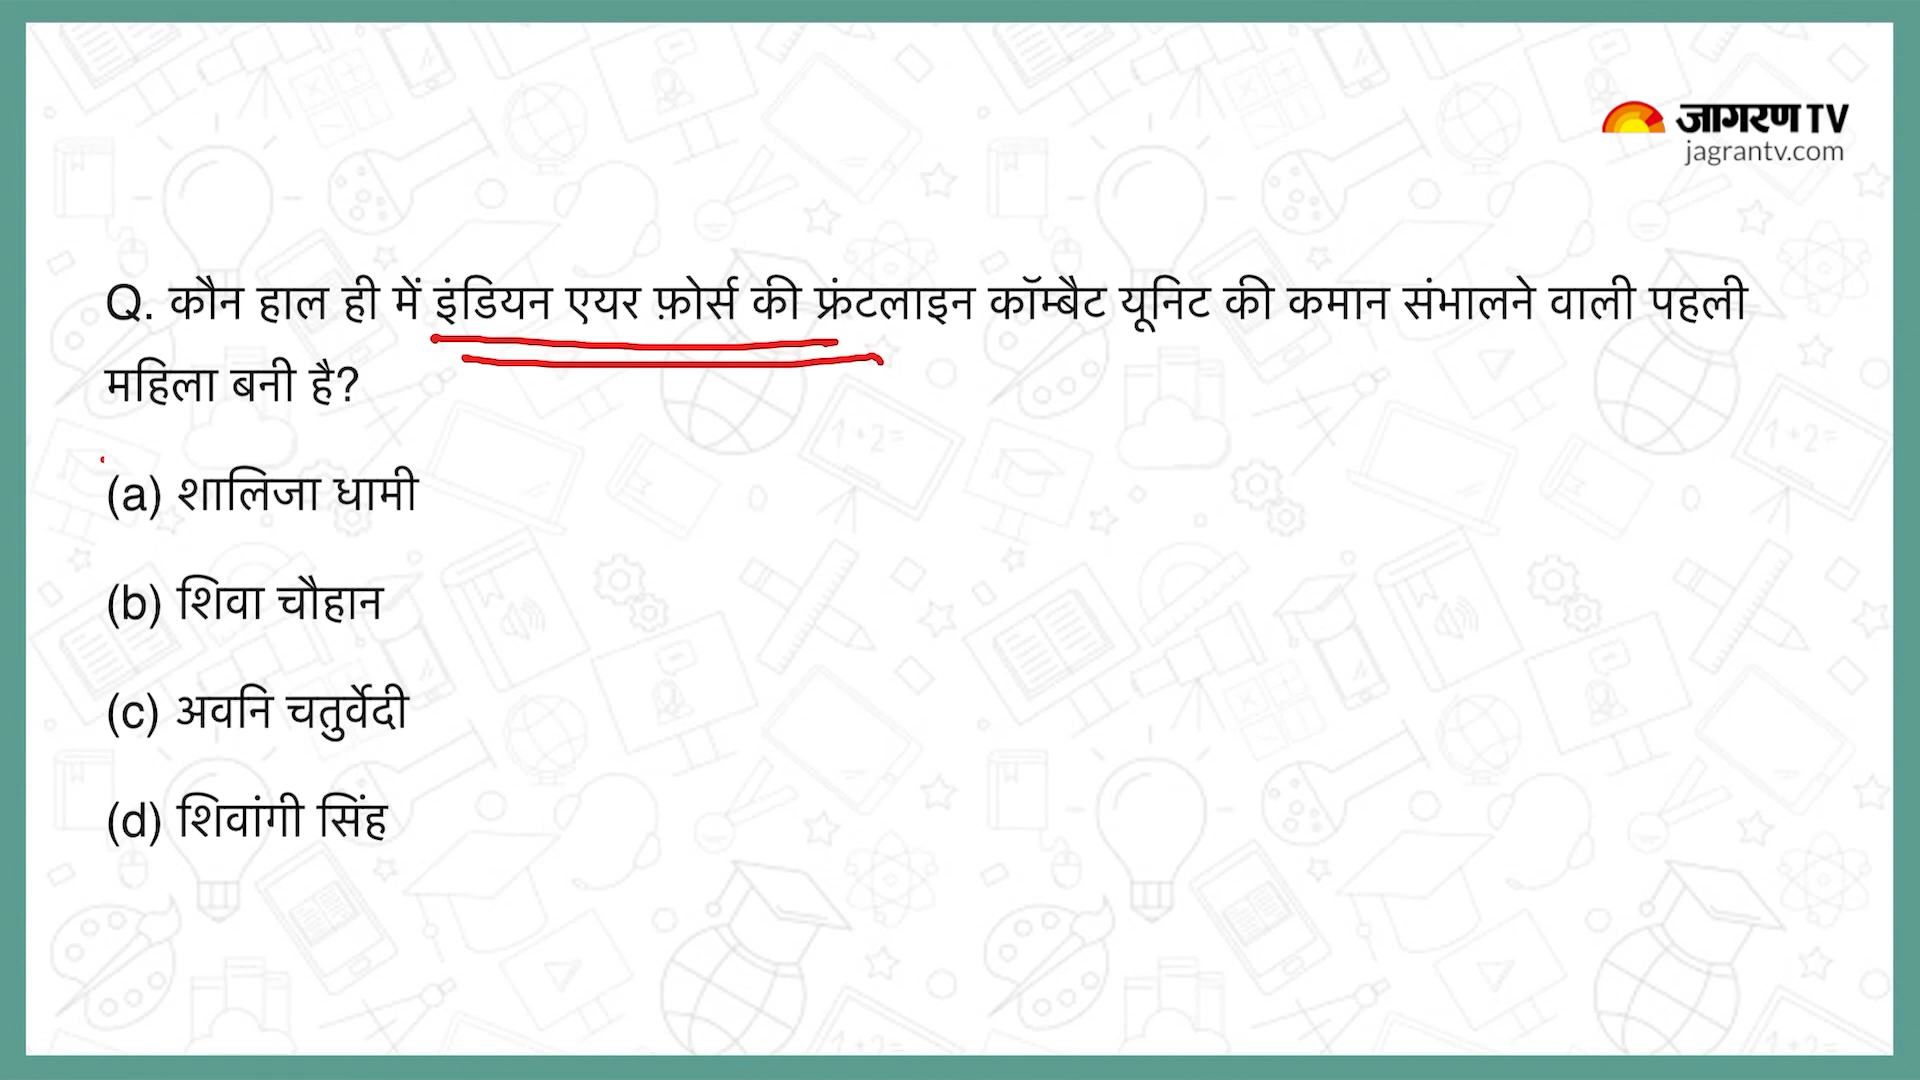 जागरण TV
jagrantv.com
Q. कौन हाल ही में इंडियन एयर फ़ोर्स की फ्रंटलाइन कॉम्बैट यूनिट की कमान संभालने वाली पहली
महिला बनी है?
(a) शालिजा धामी
(b) शिवा चौहान
(c) अवनि चतुर्वेदी
(d) शिवांगी सिंह